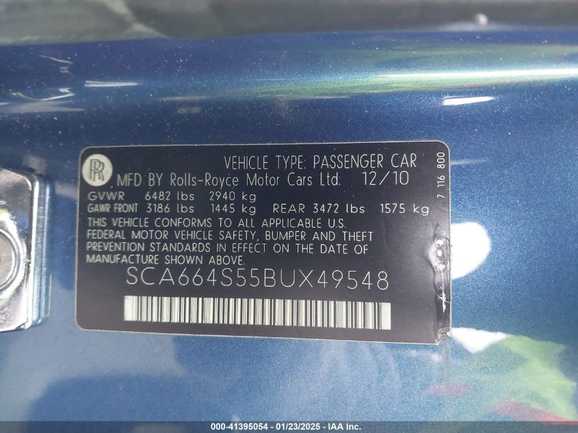 RR
VEHICLE TYPE: PASSENGER CAR
MFD BY Rolls-Royce Motor Cars Ltd. 12/10
GVWR 6482 lbs 2940 kg
GAWR FRONT 3186 lbs 1445 kg REAR 3472 lbs 1575 kg
THIS VEHICLE CONFORMS TO ALL APPLICABLE U.S.
FEDERAL MOTOR VEHICLE SAFETY, BUMPER AND THEFT
PREVENTION STANDARDS IN EFFECT ON THE DATE OF
MANUFACTURE SHOWN ABOVE.
SCA664S55BUX49548
7 116 800
000-41395054 - 01/23/2025 - IAA Inc.